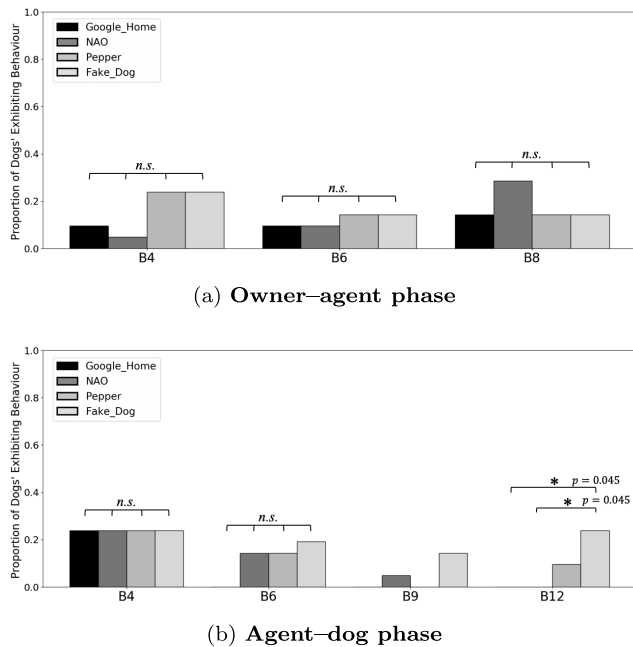 Proportion of Dogs' Exhibiting Behaviour
1.0
0.8
0.6
0.4
0.2
0.0
Google_Home
NAO
Pepper
Fake_Dog
n.s.
n.s.
n.s.
B4 B6 B8
(a) Owner–agent phase
Proportion of Dogs' Exhibiting Behaviour
1.0
0.8
0.6
0.4
0.2
0.0
Google_Home
NAO
Pepper
Fake_Dog
n.s.
n.s.
* p = 0.045
* p = 0.045
B4 B6 B9 B12
(b) Agent–dog phase